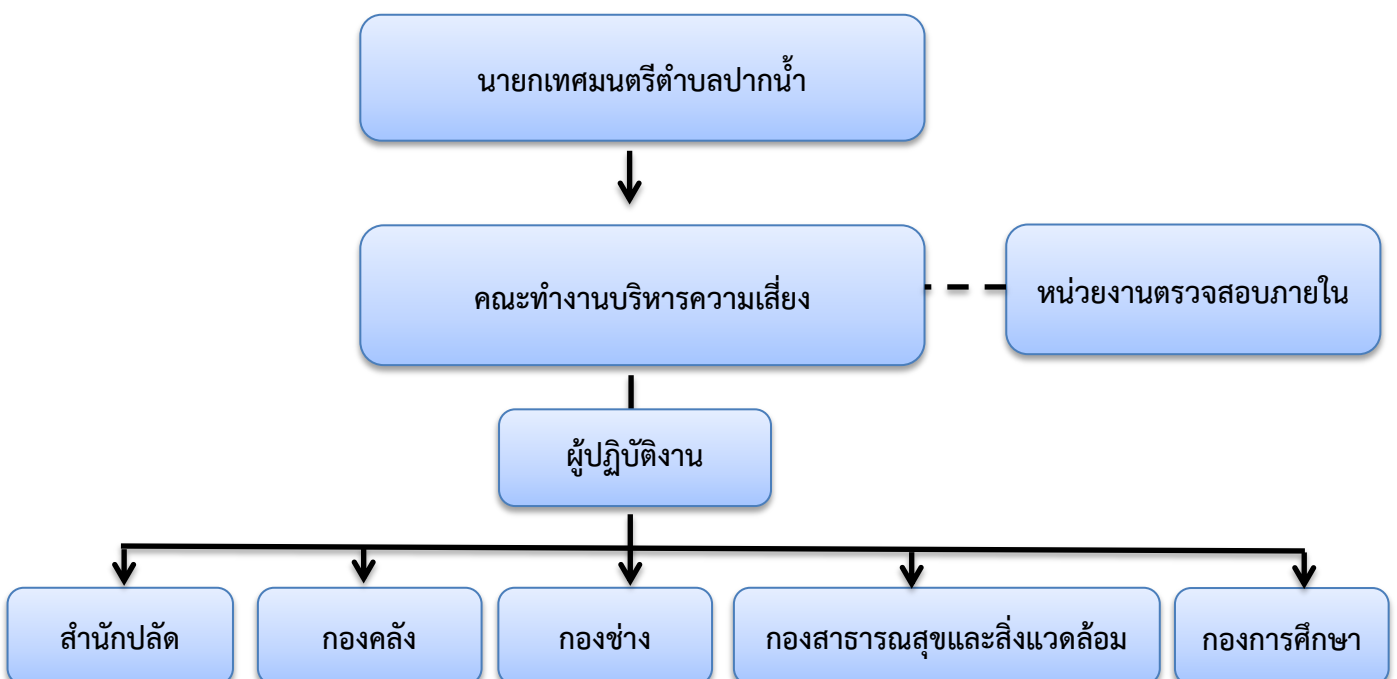 นายกเทศมนตรีตำบลปากน้ำ
คณะทำงานบริหารความเสี่ยง
หน่วยงานตรวจสอบภายใน
ผู้ปฏิบัติงาน
สำนักปลัด
กองคลัง
กองช่าง
กองสาธารณสุขและสิ่งแวดล้อม
กองการศึกษา